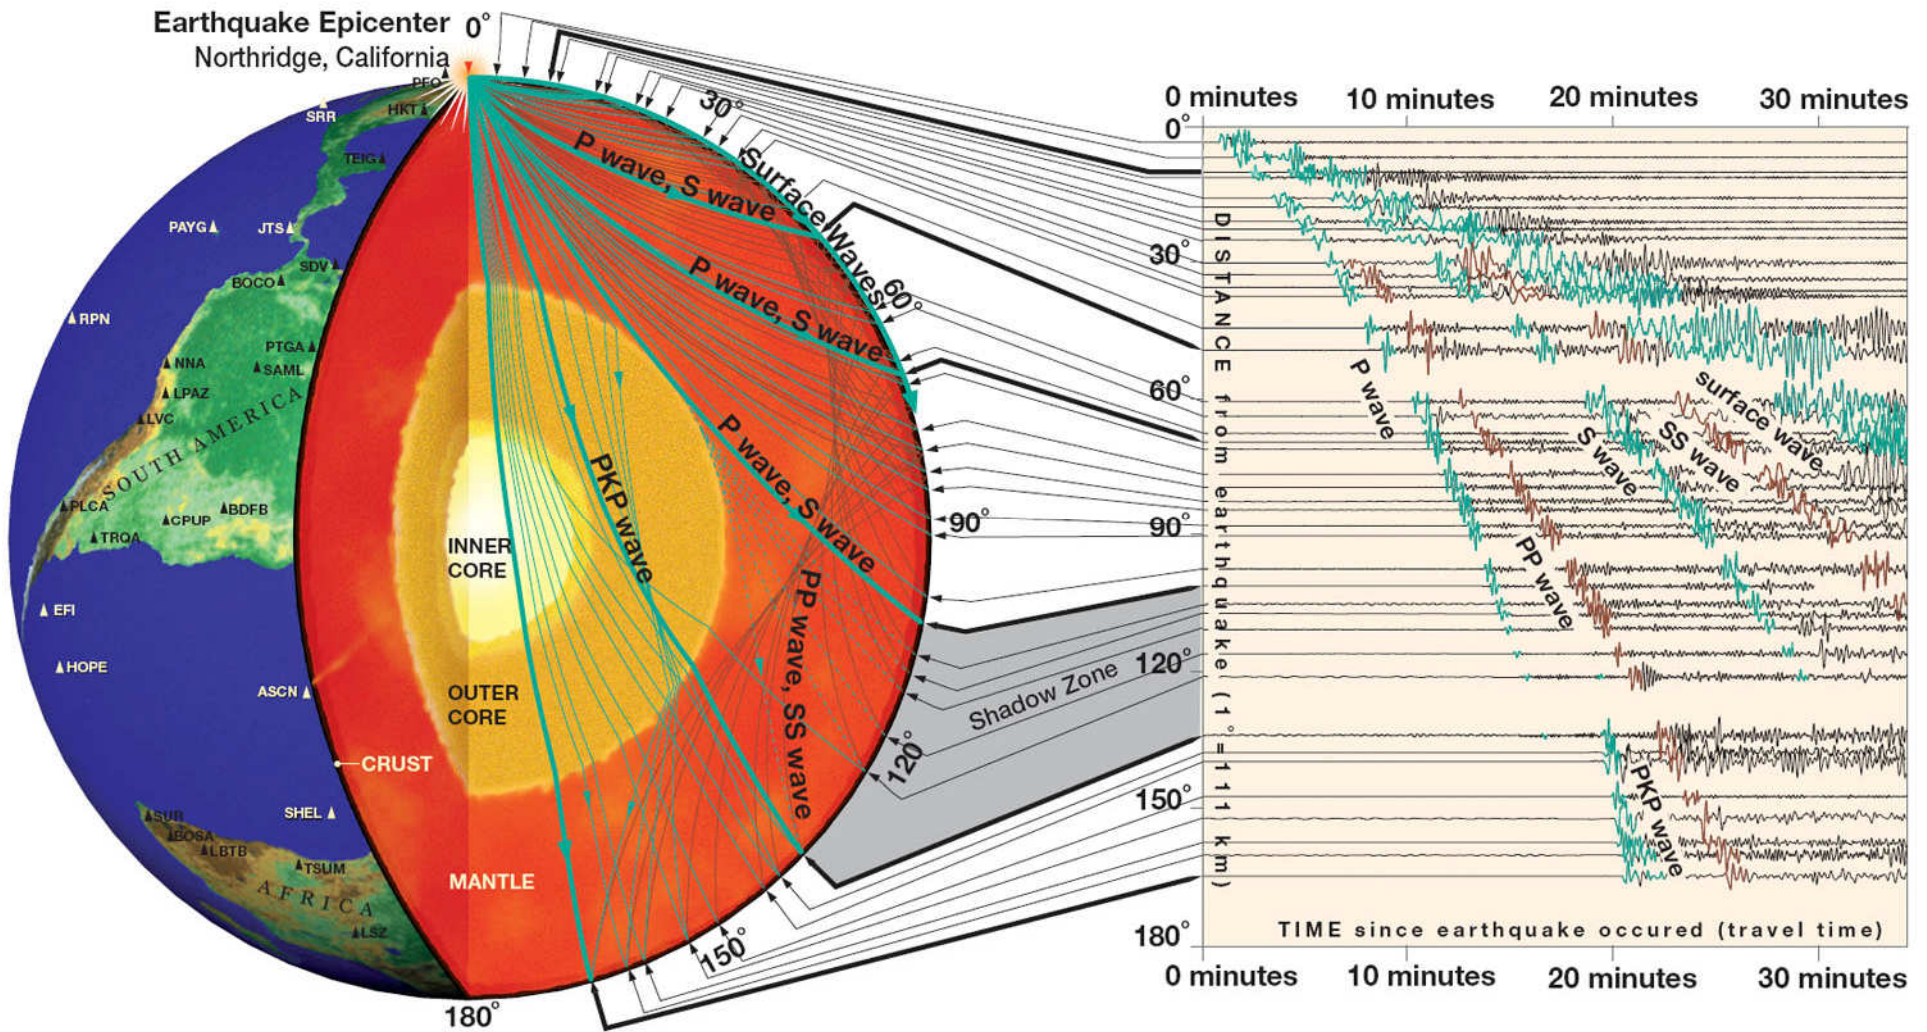 Earthquake Epicenter
Northridge, California
0°
PFO
HKT
SRR
TEIG
PAYG
JTS
SDV
BOCO
RPN
PTGA
NNA
SAML
LPAZ
LVC
SOUTH AMERICA
PLCA
CPUP
BDFB
TRQA
EFI
HOPE
ASCN
CRUST
SHEL
SUR
BOSA
LBTB
TSUM
AFRICA
LSZ
INNER
CORE
OUTER
CORE
MANTLE
30°
P wave, S wave
Surface Waves
60°
P wave, S wave
P wave, S wave
PKP wave
PP wave, SS wave
90°
120°
150°
180°
Shadow Zone
0 minutes
10 minutes
20 minutes
30 minutes
0°
30°
60°
90°
120°
150°
180°
DISTANCE from earthquake (1°=111 km)
P wave
surface wave
S wave
SS wave
PP wave
PKP wave
TIME since earthquake occured (travel time)
0 minutes
10 minutes
20 minutes
30 minutes